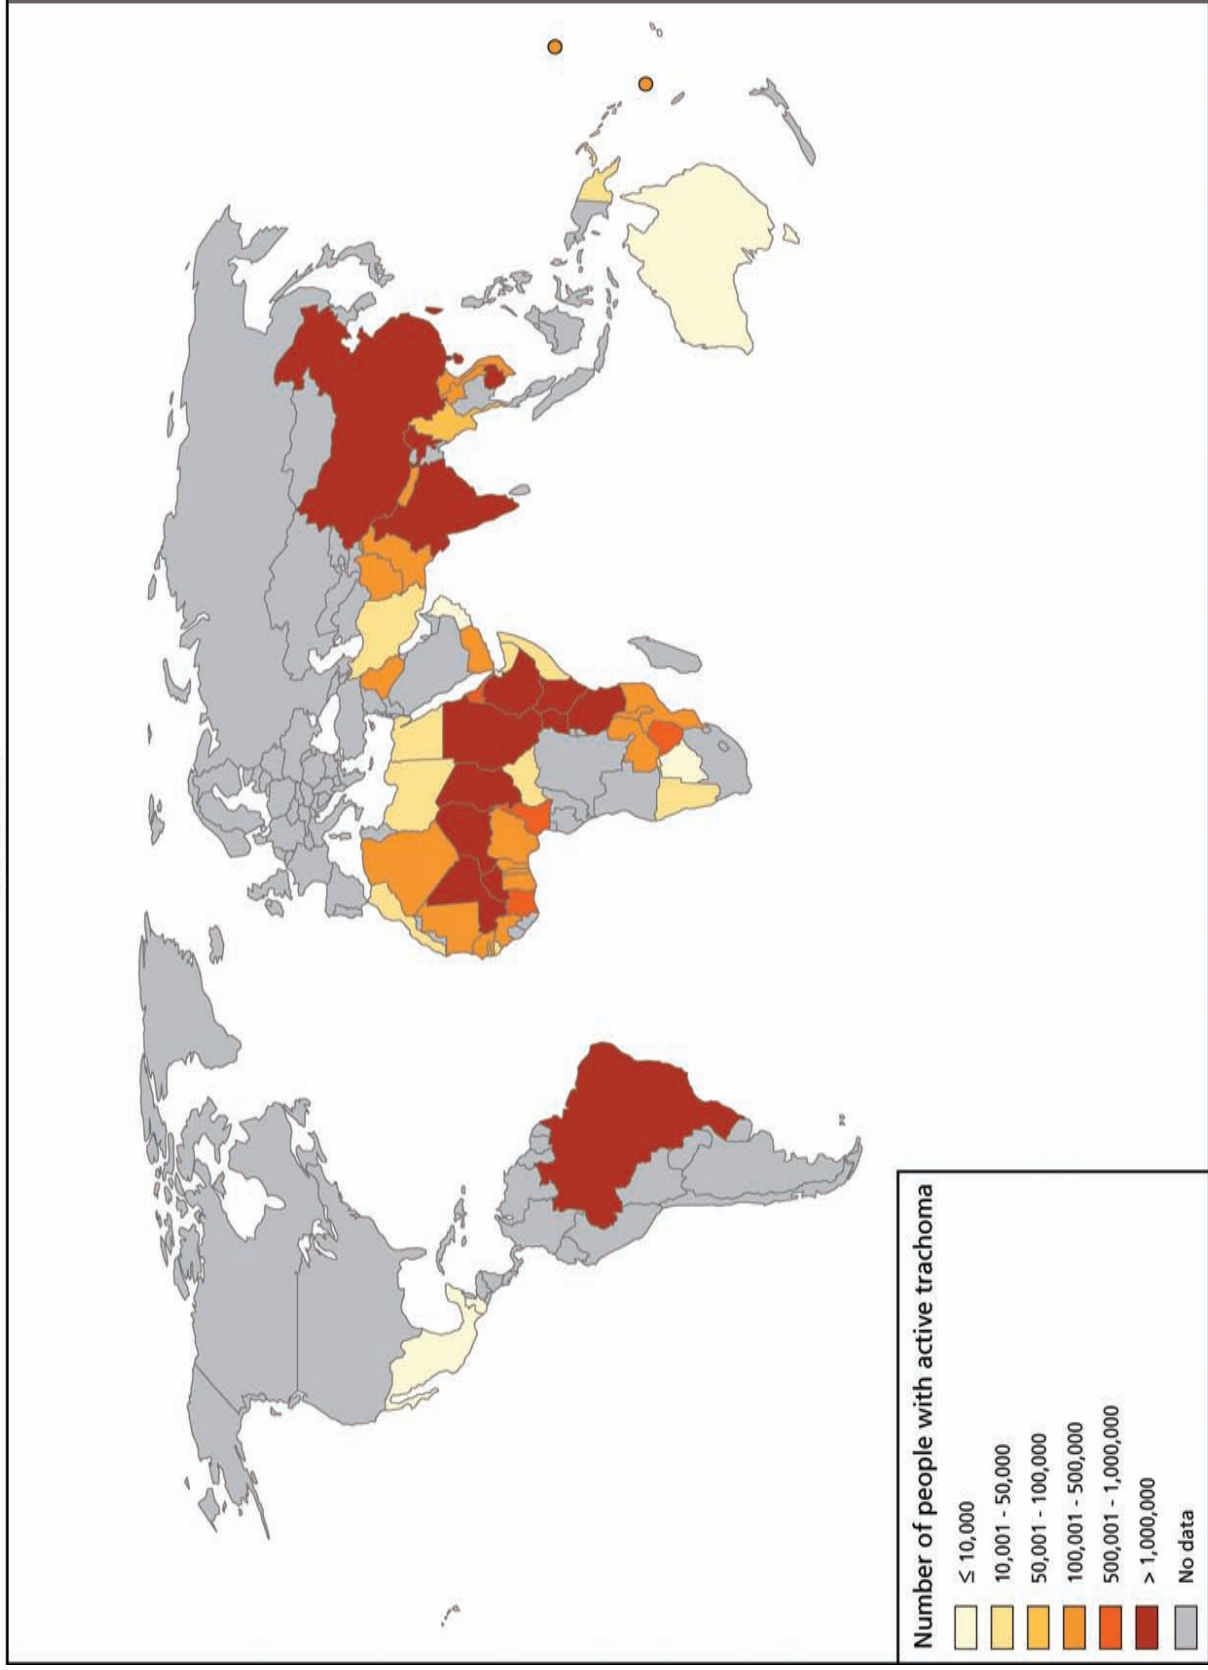 Number of people with active trachoma
≤ 10,000
10,001 - 50,000
50,001 - 100,000
100,001 - 500,000
500,001 - 1,000,000
> 1,000,000
No data